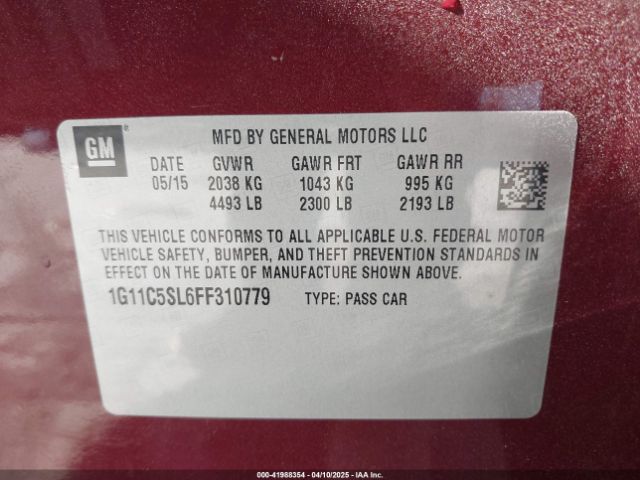 GM ®
MFD BY GENERAL MOTORS LLC
DATE GVWR GAWR FRT GAWR RR
05/15 2038 KG 1043 KG 995 KG
4493 LB 2300 LB 2193 LB
THIS VEHICLE CONFORMS TO ALL APPLICABLE U.S. FEDERAL MOTOR
VEHICLE SAFETY, BUMPER, AND THEFT PREVENTION STANDARDS IN
EFFECT ON THE DATE OF MANUFACTURE SHOWN ABOVE.
1G11C5SL6FF310779 TYPE: PASS CAR
000-41988354 - 04/10/2025 - IAAI, Inc.